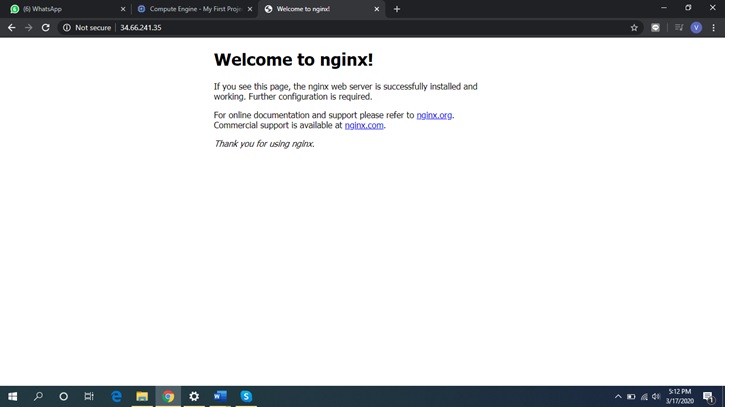 (6) WhatsApp
Compute Engine - My First Proje
Welcome to nginx!
Not secure | 34.66.241.35
V
Welcome to nginx!
If you see this page, the nginx web server is successfully installed and
working. Further configuration is required.
For online documentation and support please refer to nginx.org.
Commercial support is available at nginx.com.
Thank you for using nginx.
5:12 PM
3/17/2020